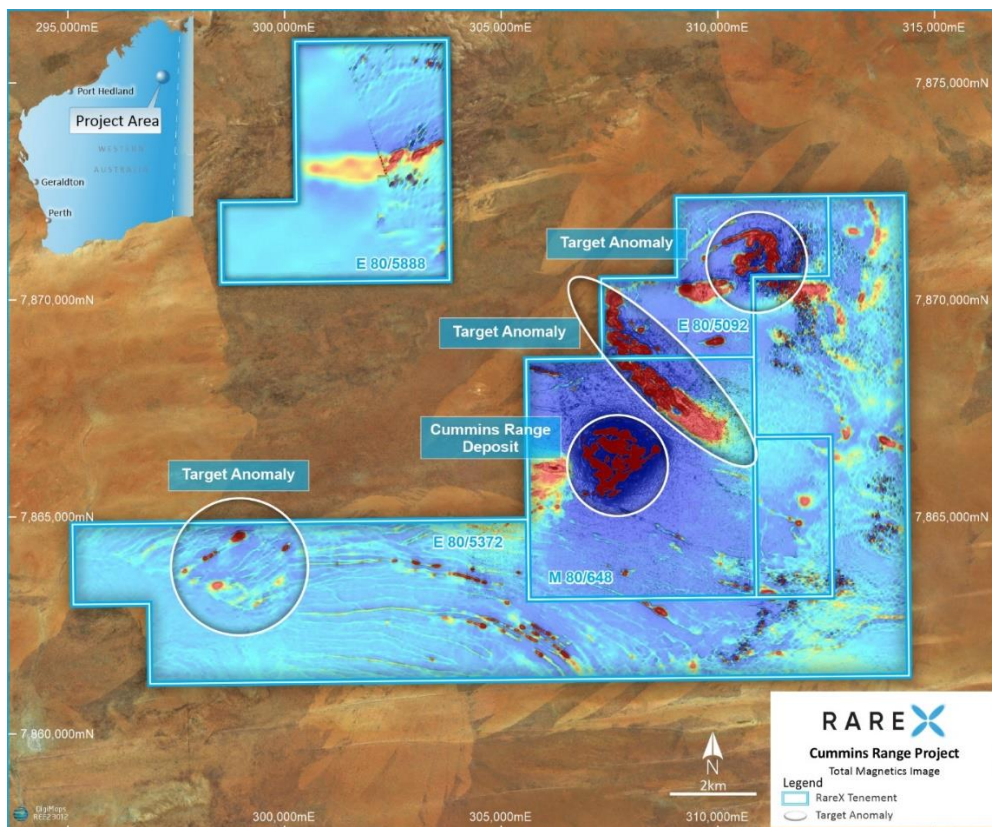 295,000mE
300,000mE
305,000mE
310,000mE
315,000mE
7,875,000mN
Port Hedland
Project Area
WESTERN
AUSTRALIA
Geraldton
Perth
E 80/5888
Target Anomaly
7,870,000mN
7,870,000mN
E 80/5092
Target Anomaly
Cummins Range
Deposit
Target Anomaly
7,865,000mN
7,865,000mN
E 80/5372
M 80/648
7,860,000mN
N
2km
RAREX
Cummins Range Project
Total Magnetics Image
Legend
RareX Tenement
Target Anomaly
DigiMaps
300,000mE
305,000mE
310,000mE